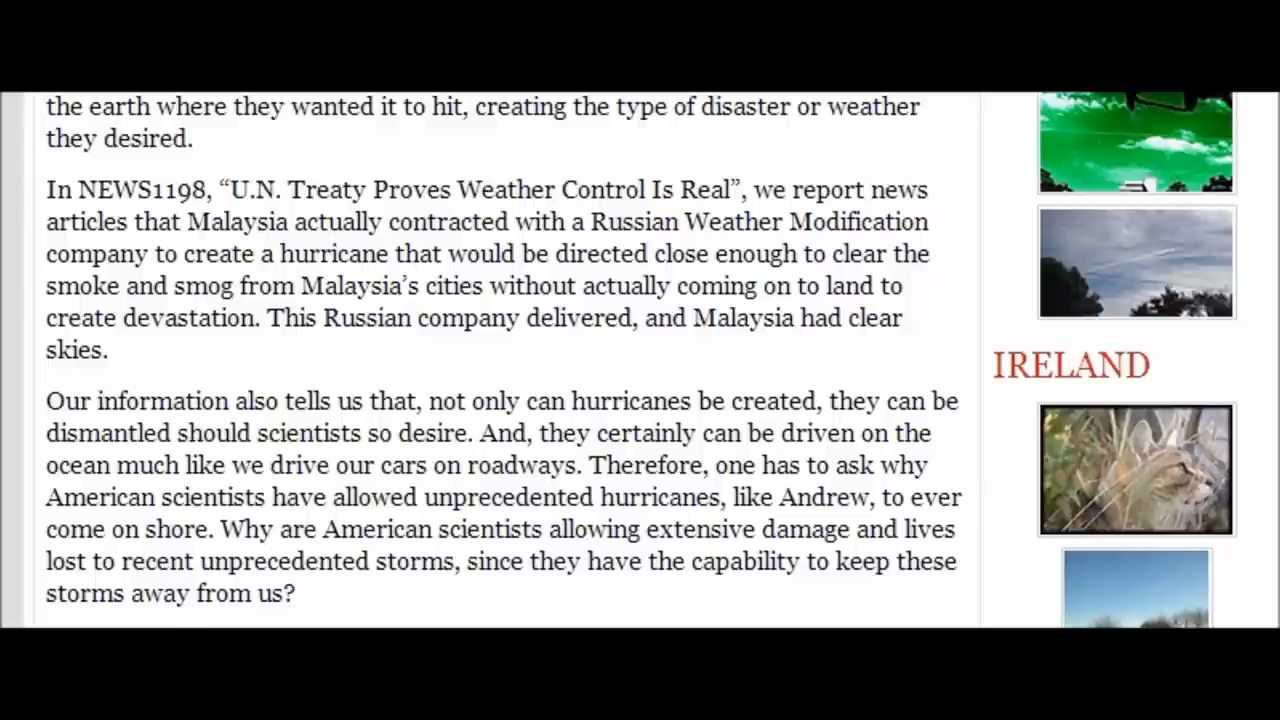 the earth where they wanted it to hit, creating the type of disaster or weather
they desired.
In NEWS1198, “U.N. Treaty Proves Weather Control Is Real”, we report news
articles that Malaysia actually contracted with a Russian Weather Modification
company to create a hurricane that would be directed close enough to clear the
smoke and smog from Malaysia’s cities without actually coming on to land to
create devastation. This Russian company delivered, and Malaysia had clear
skies.
Our information also tells us that, not only can hurricanes be created, they can be
dismantled should scientists so desire. And, they certainly can be driven on the
ocean much like we drive our cars on roadways. Therefore, one has to ask why
American scientists have allowed unprecedented hurricanes, like Andrew, to ever
come on shore. Why are American scientists allowing extensive damage and lives
lost to recent unprecedented storms, since they have the capability to keep these
storms away from us?
IRELAND